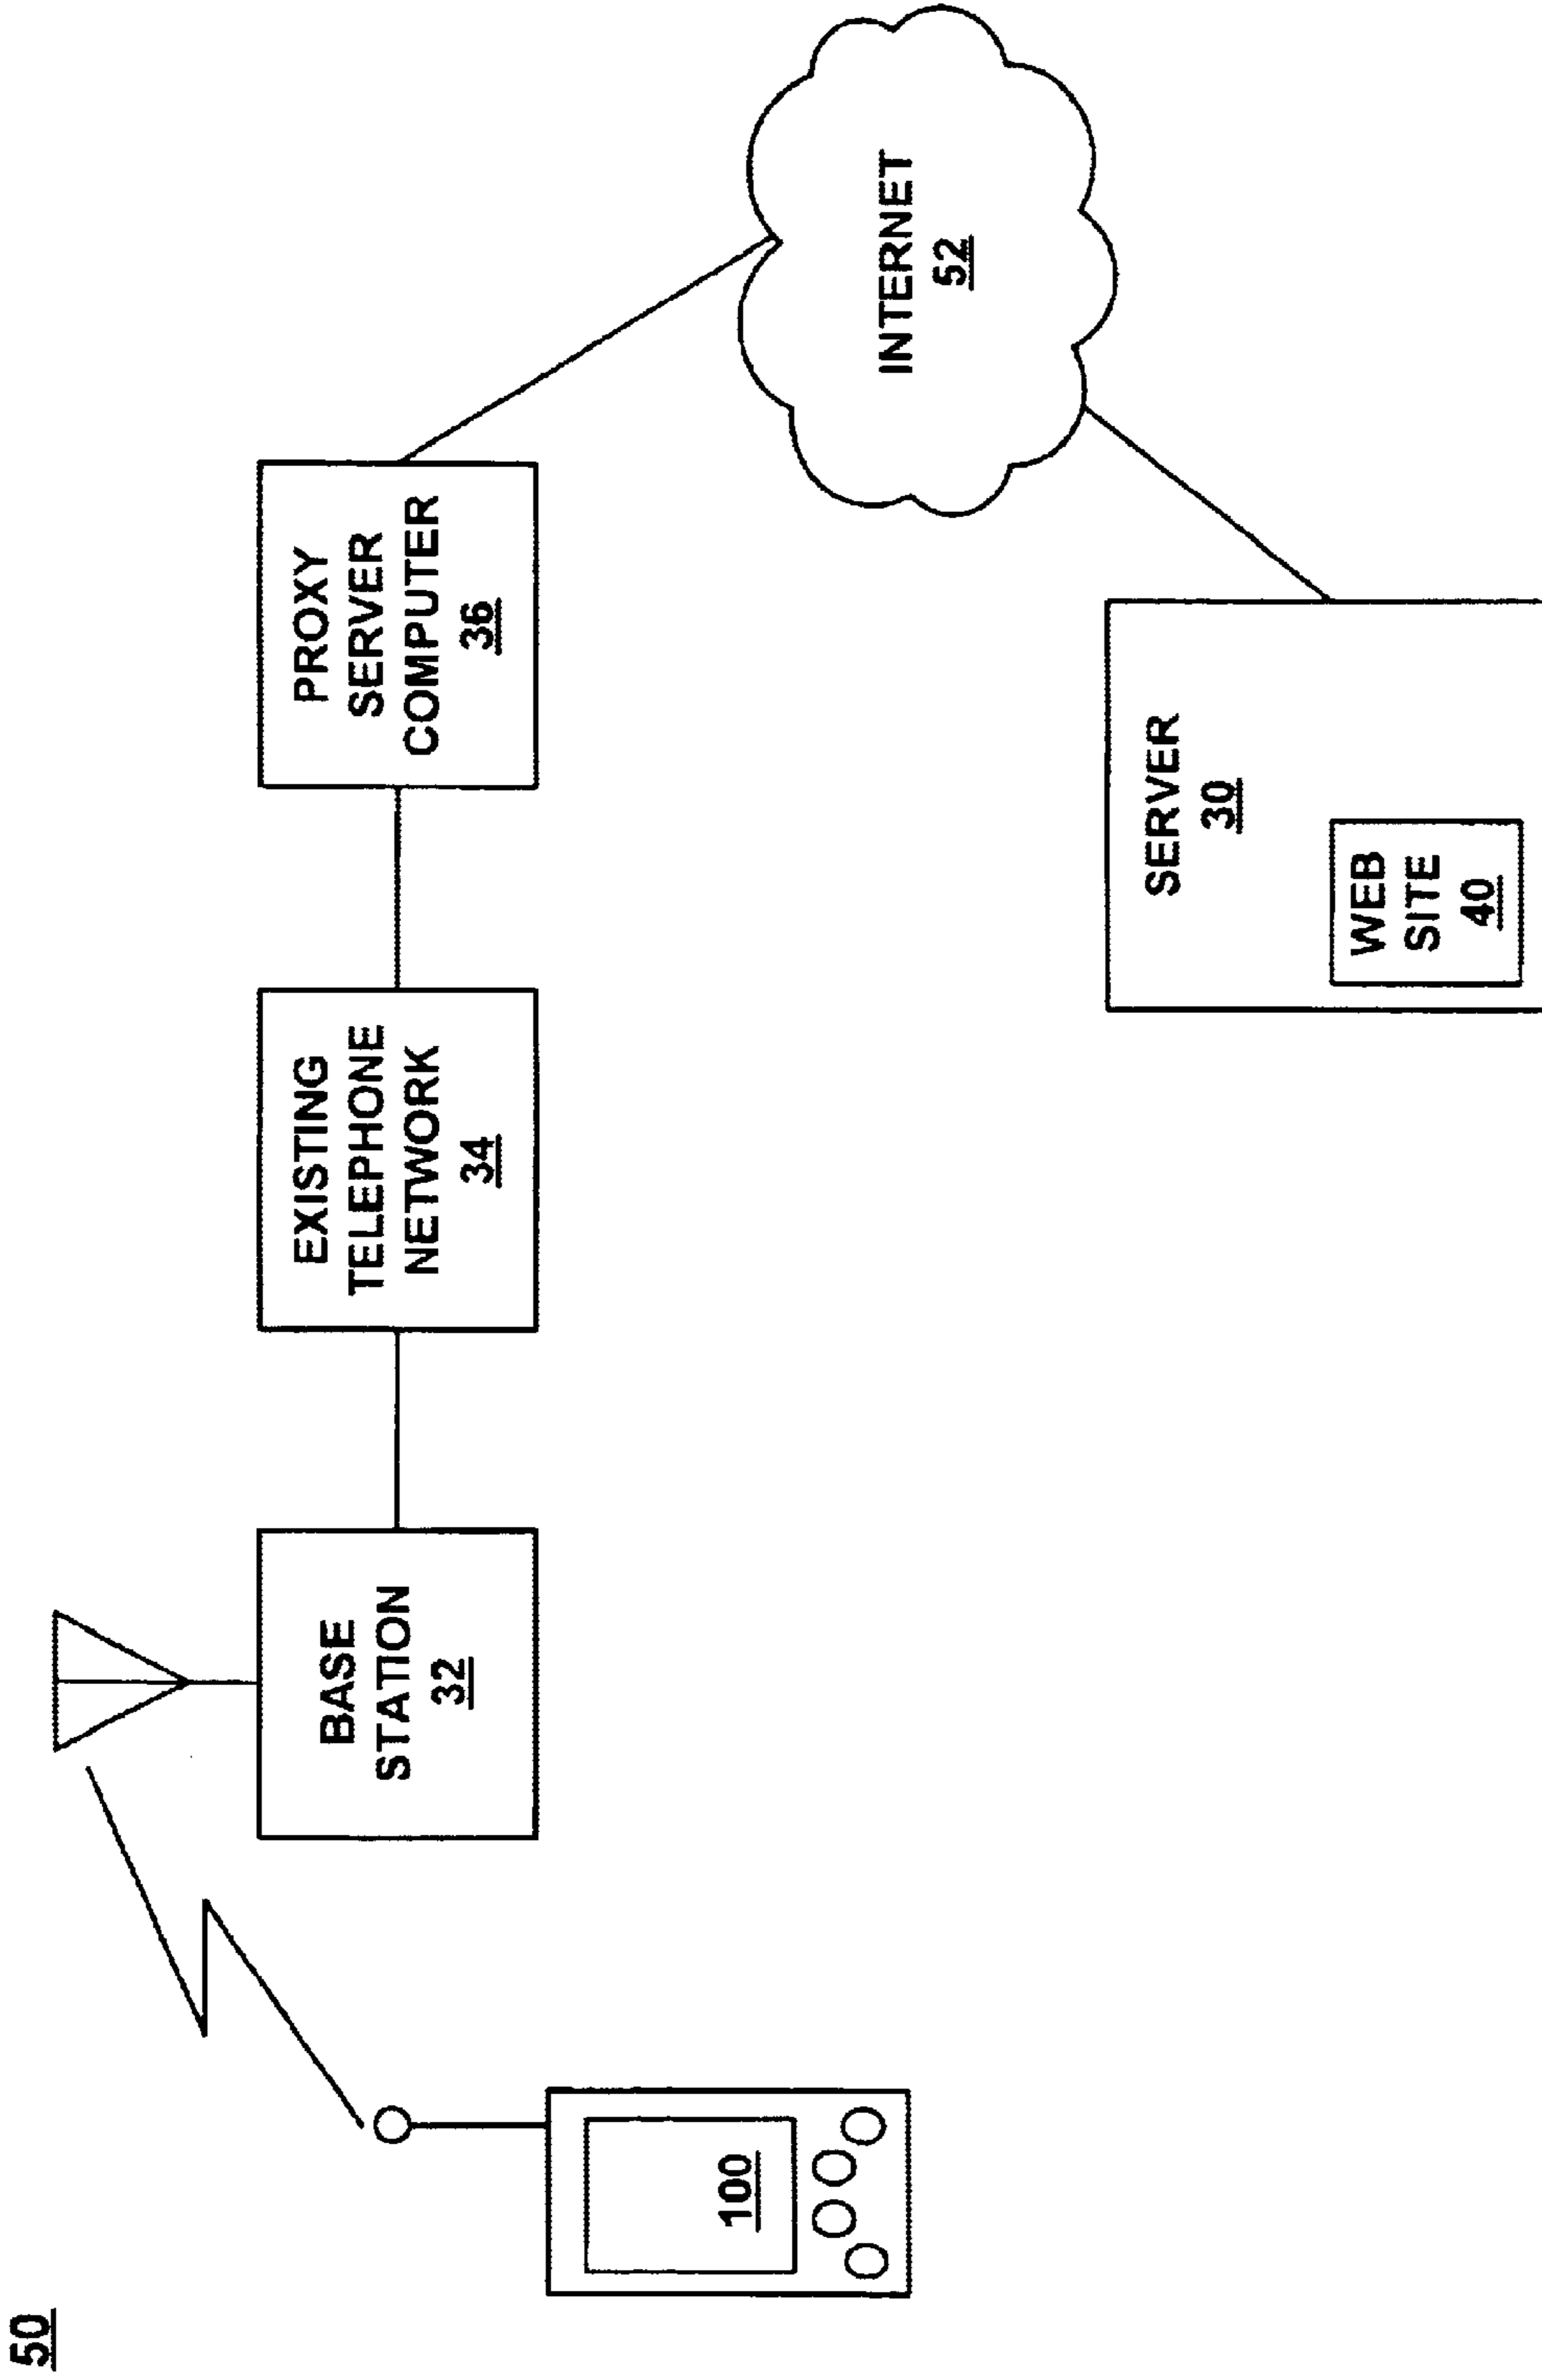 50
BASE
STATION
32
EXISTING
TELEPHONE
NETWORK
34
PROXY
SERVER
COMPUTER
36
INTERNET
52
100
SERVER
30
WEB
SITE
40